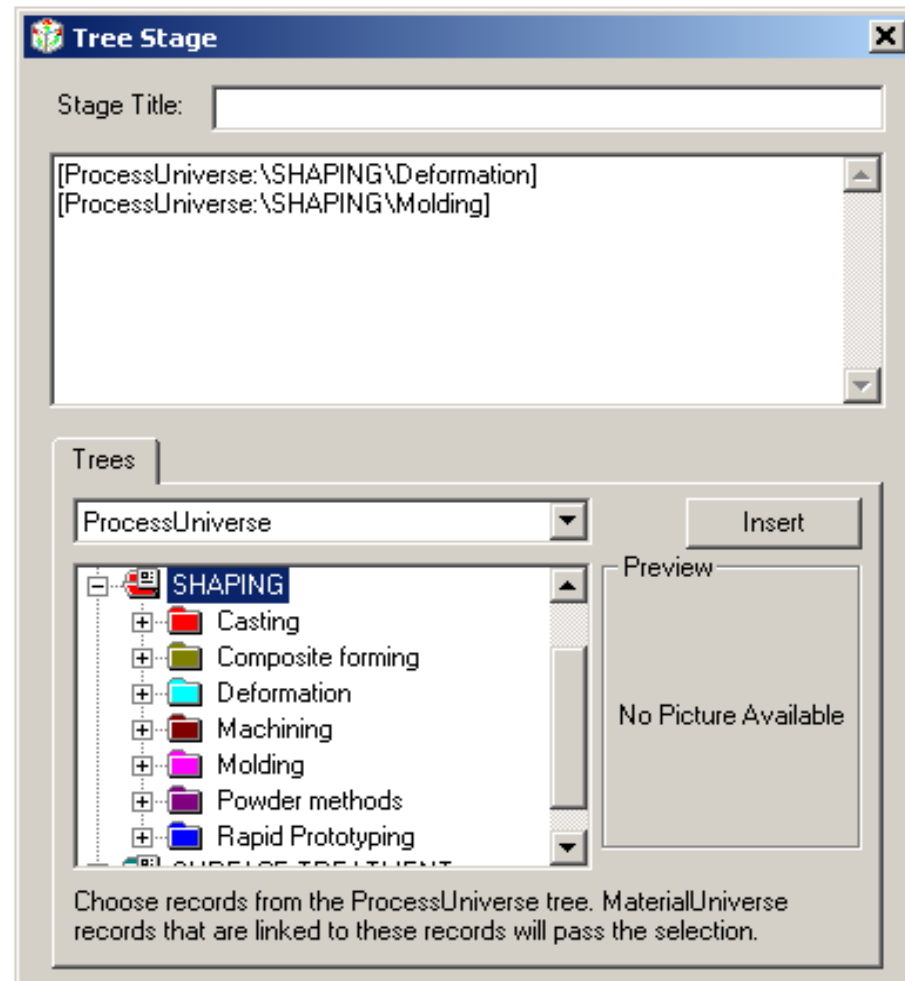 Tree Stage
Stage Title:
[ProcessUniverse:\SHAPING\Deformation]
[ProcessUniverse:\SHAPING\Molding]
Trees
ProcessUniverse
Insert
SHAPING
Casting
Composite forming
Deformation
Machining
Molding
Powder methods
Rapid Prototyping
Preview
No Picture Available
Choose records from the ProcessUniverse tree. MaterialUniverse
records that are linked to these records will pass the selection.